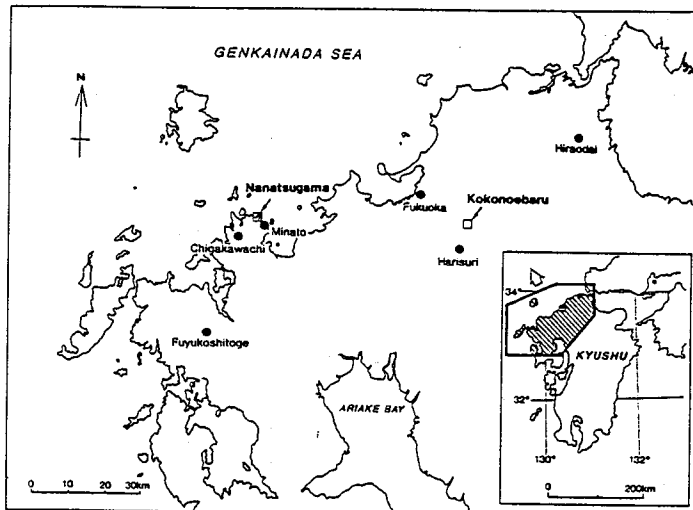 GENKAINADA SEA
N
Hiraodai
Nanatsugama
Kokonoebaru
Fukuoka
Minato
Chigakawachi
Harisuri
34°
Fuyukoshitoge
KYUSHU
ARIAKE BAY
32°
130°
132°
0 10 20 30km
0 200km